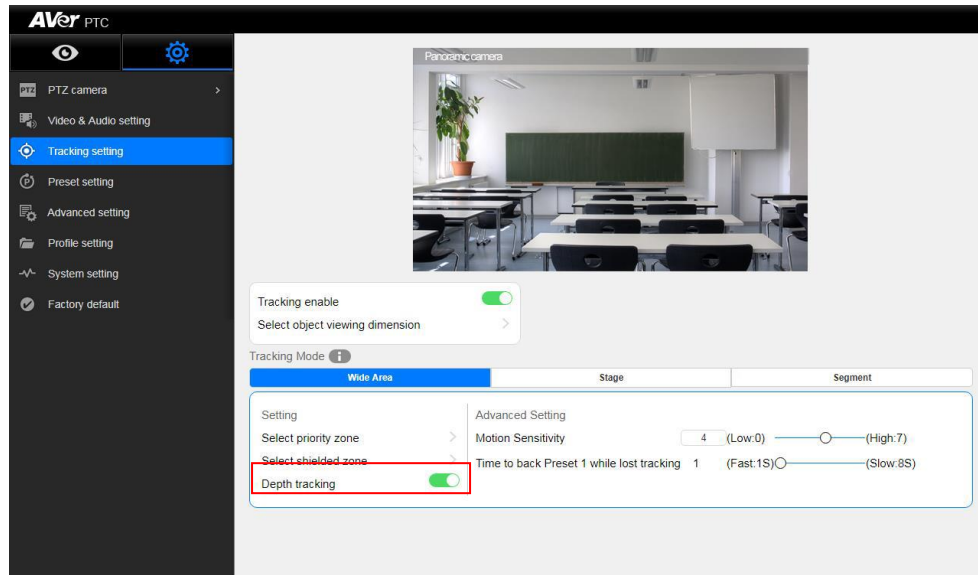 AVer PTC
PTZ PTZ camera >
Video & Audio setting
Tracking setting
Preset setting
Advanced setting
Profile setting
System setting
Factory default
Panoramic camera
Tracking enable
Select object viewing dimension >
Tracking Mode i
Wide Area Stage Segment
Setting
Select priority zone >
Select shielded zone >
Depth tracking
Advanced Setting
Motion Sensitivity 4 (Low:0) (High:7)
Time to back Preset 1 while lost tracking 1 (Fast:1S) (Slow:8S)